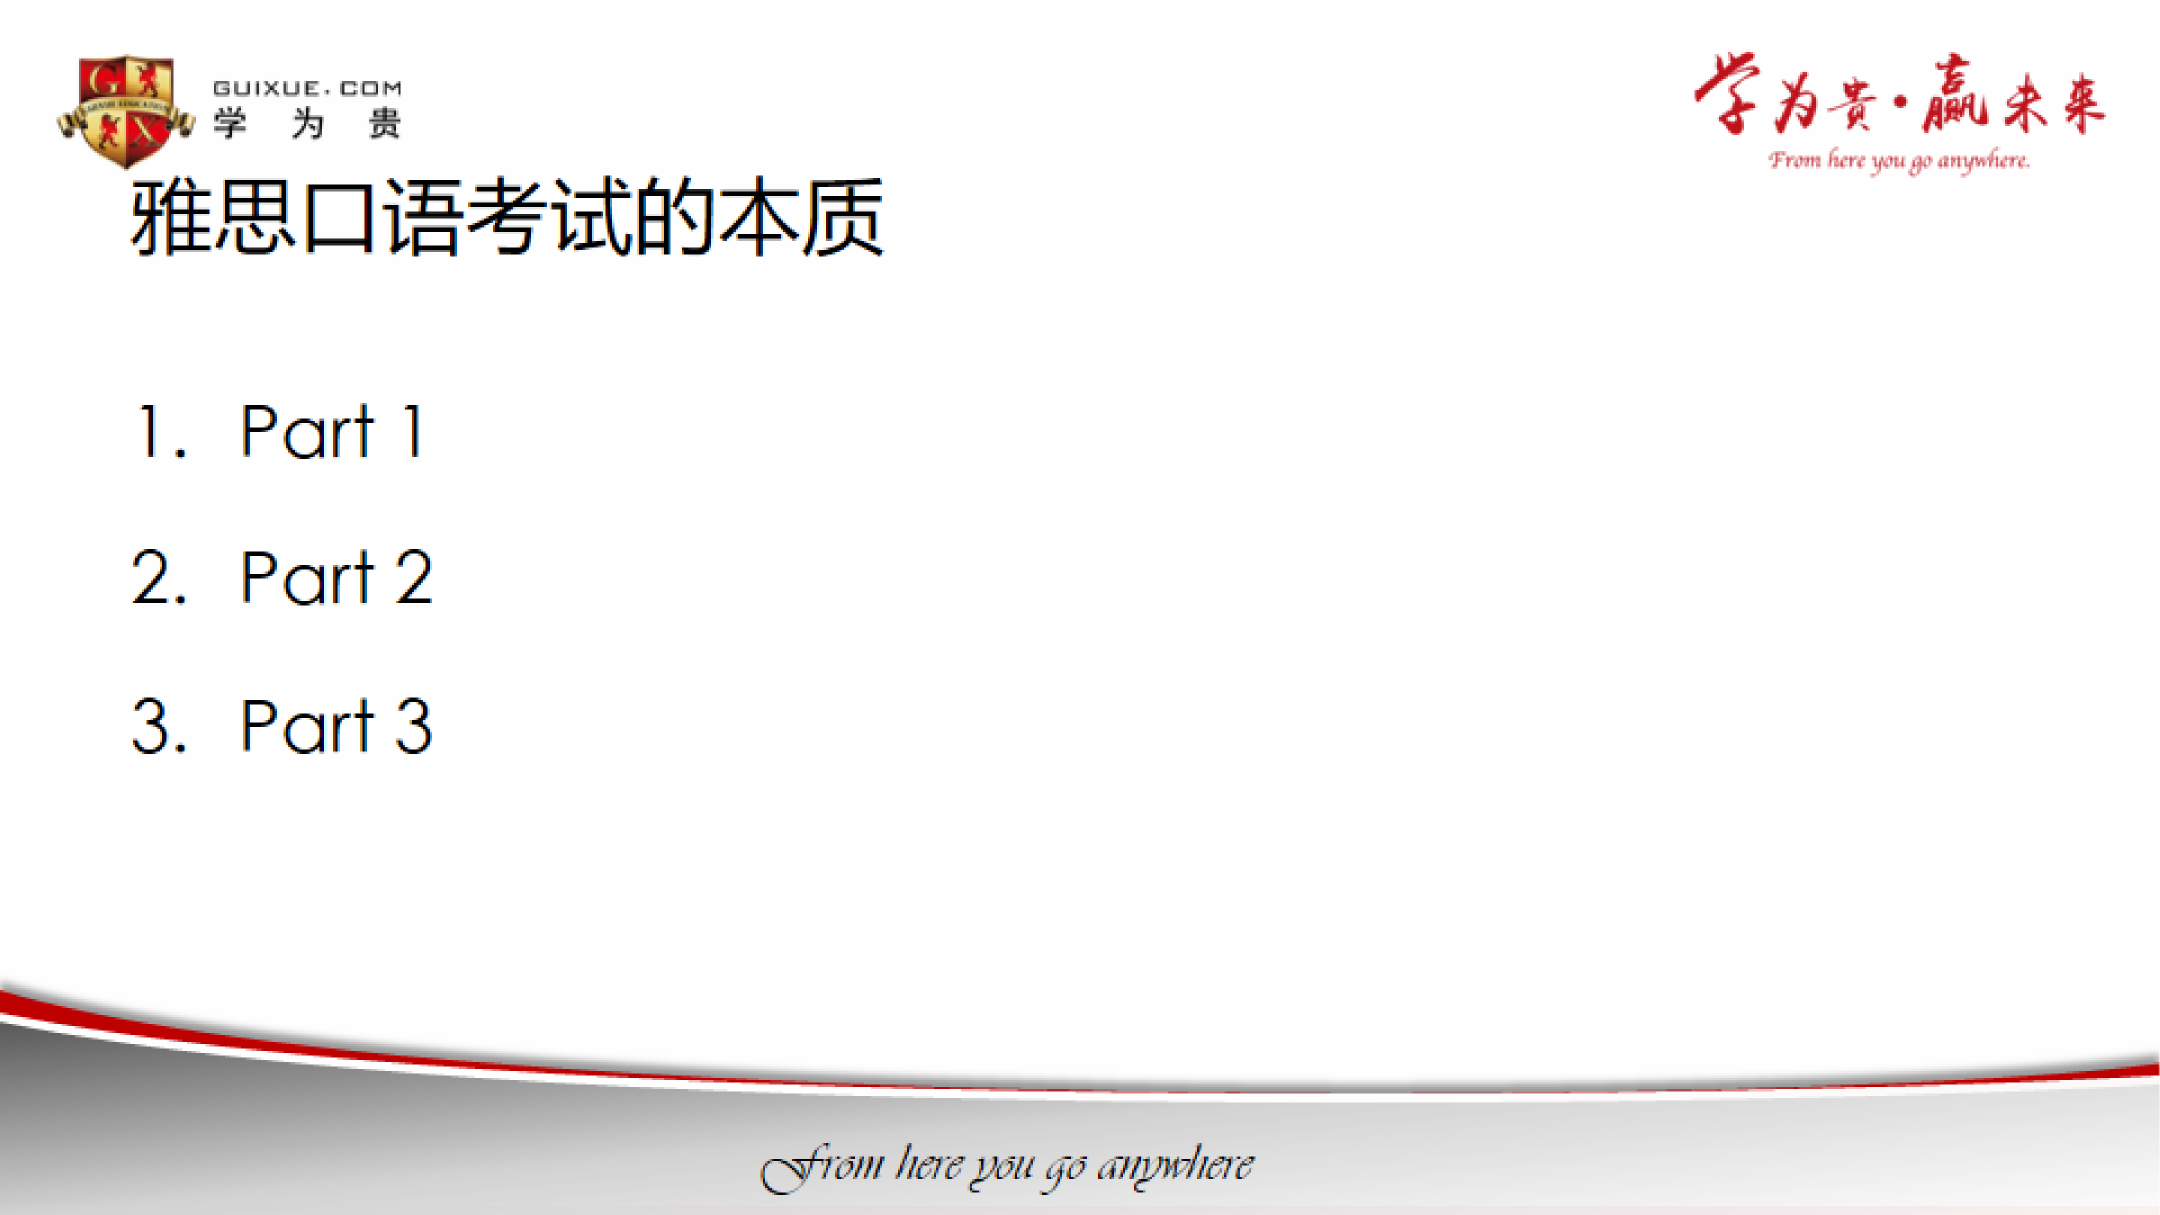 GUIXUE.COM
学为贵
学为贵·赢未来
From here you go anywhere.
雅思口语考试的本质
1. Part 1
2. Part 2
3. Part 3
From here you go anywhere